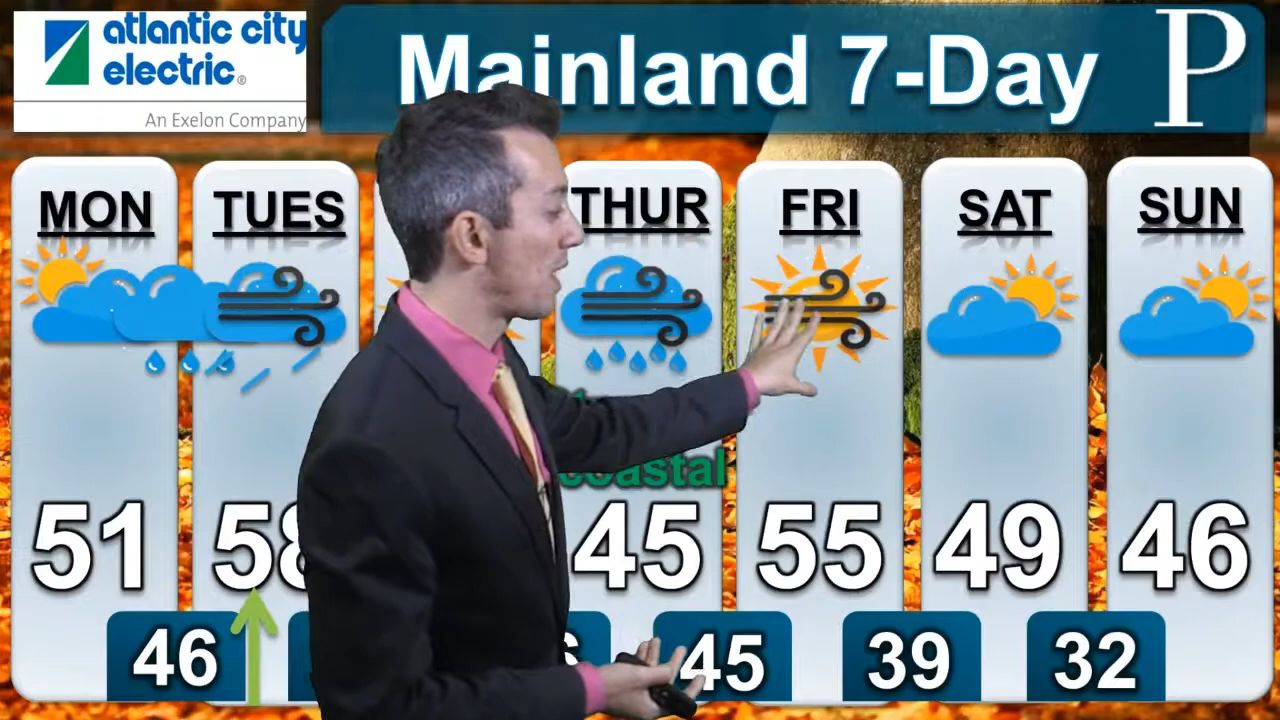 atlantic city
electric®
An Exelon Company
Mainland 7-Day
P
MON
TUES
THUR
FRI
SAT
SUN
coastal
51
58
45
55
49
46
46
45
39
32